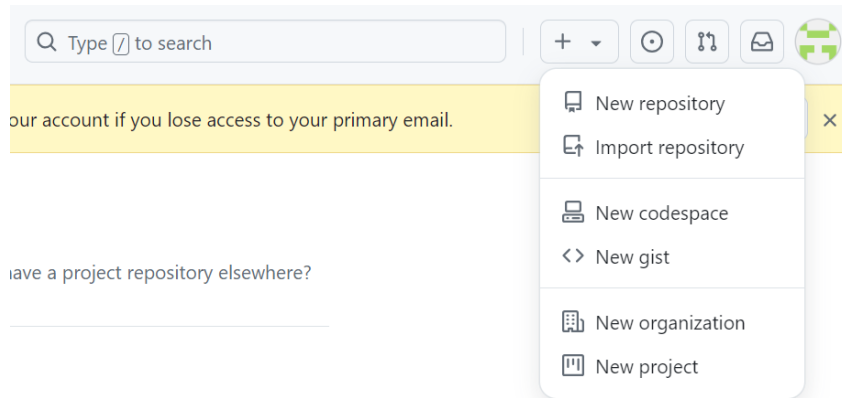 Type / to search
our account if you lose access to your primary email.
have a project repository elsewhere?
New repository
Import repository
New codespace
New gist
New organization
New project